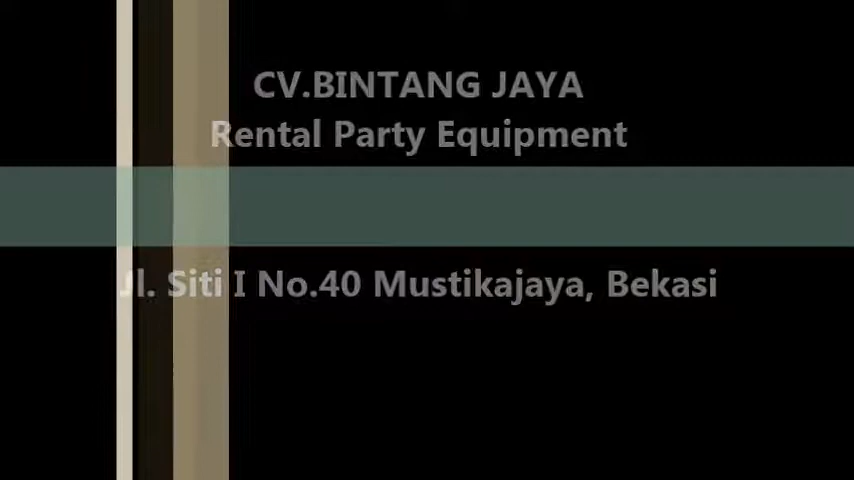 CV.BINTANG JAYA
Rental Party Equipment
Jl. Siti I No.40 Mustikajaya, Bekasi